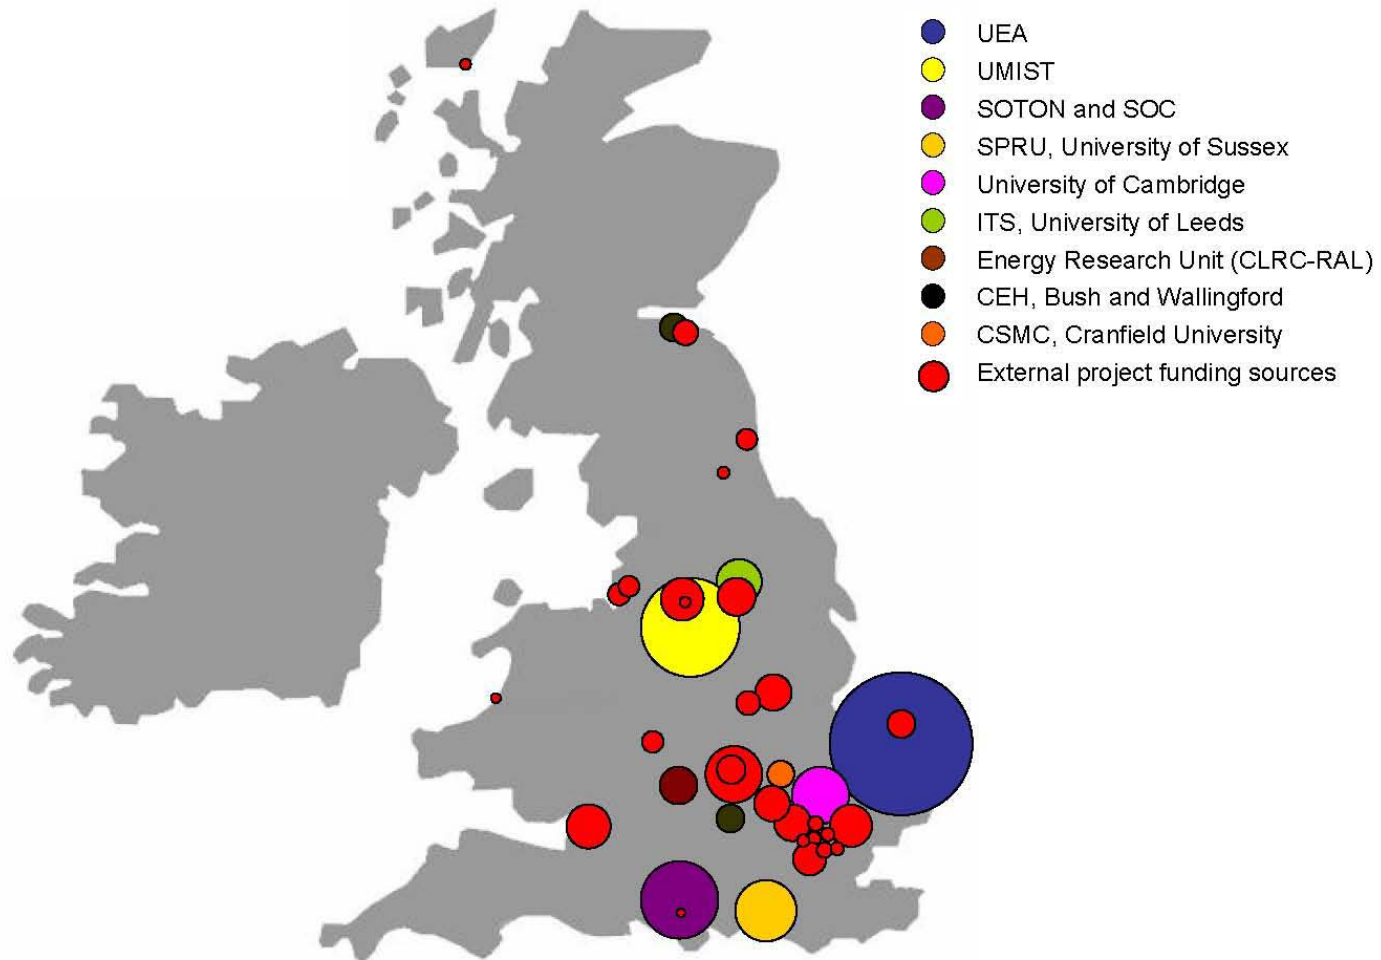 UEA
UMIST
SOTON and SOC
SPRU, University of Sussex
University of Cambridge
ITS, University of Leeds
Energy Research Unit (CLRC-RAL)
CEH, Bush and Wallingford
CSMC, Cranfield University
External project funding sources